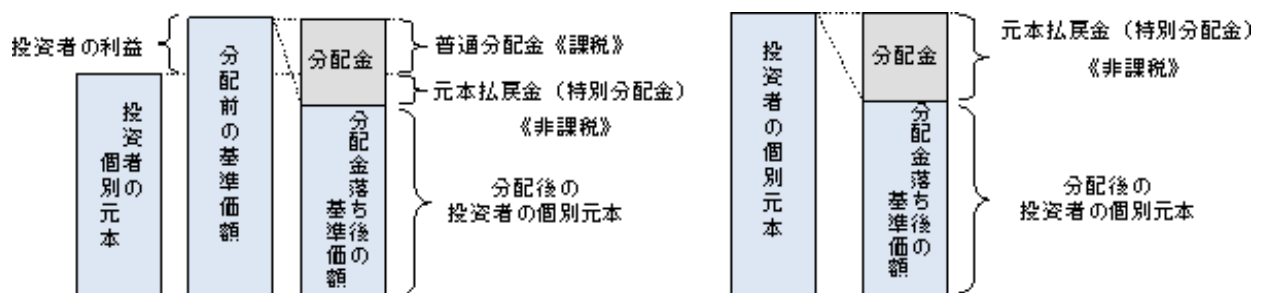 投資者の利益
投資者の
個別元本
分配前の基準価額
分配金
分配金落ち後の
基準価額
普通分配金《課税》
元本払戻金（特別分配金）
《非課税》
分配後の
投資者の個別元本
投資者の個別元本
分配金
分配金落ち後の
基準価額
元本払戻金（特別分配金）
《非課税》
分配後の
投資者の個別元本